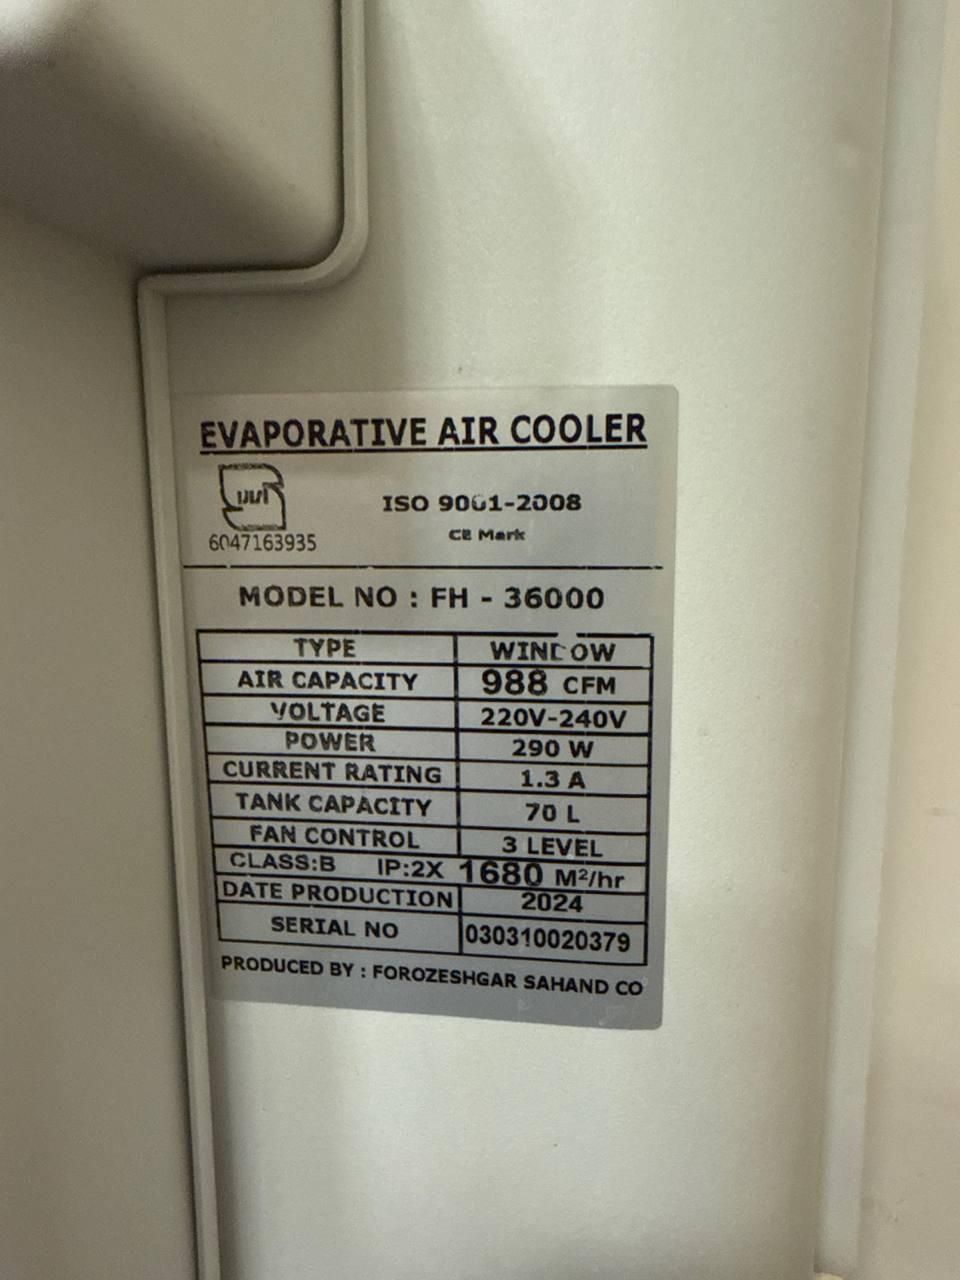 EVAPORATIVE AIR COOLER
ISO 9001-2008
CE Mark
6047163935
MODEL NO : FH - 36000
TYPE WINDOW
AIR CAPACITY 988 CFM
VOLTAGE 220V-240V
POWER 290 W
CURRENT RATING 1.3 A
TANK CAPACITY 70 L
FAN CONTROL 3 LEVEL
CLASS:B IP:2X 1680 M²/hr
DATE PRODUCTION 2024
SERIAL NO 030310020379
PRODUCED BY : FOROZESHGAR SAHAND CO